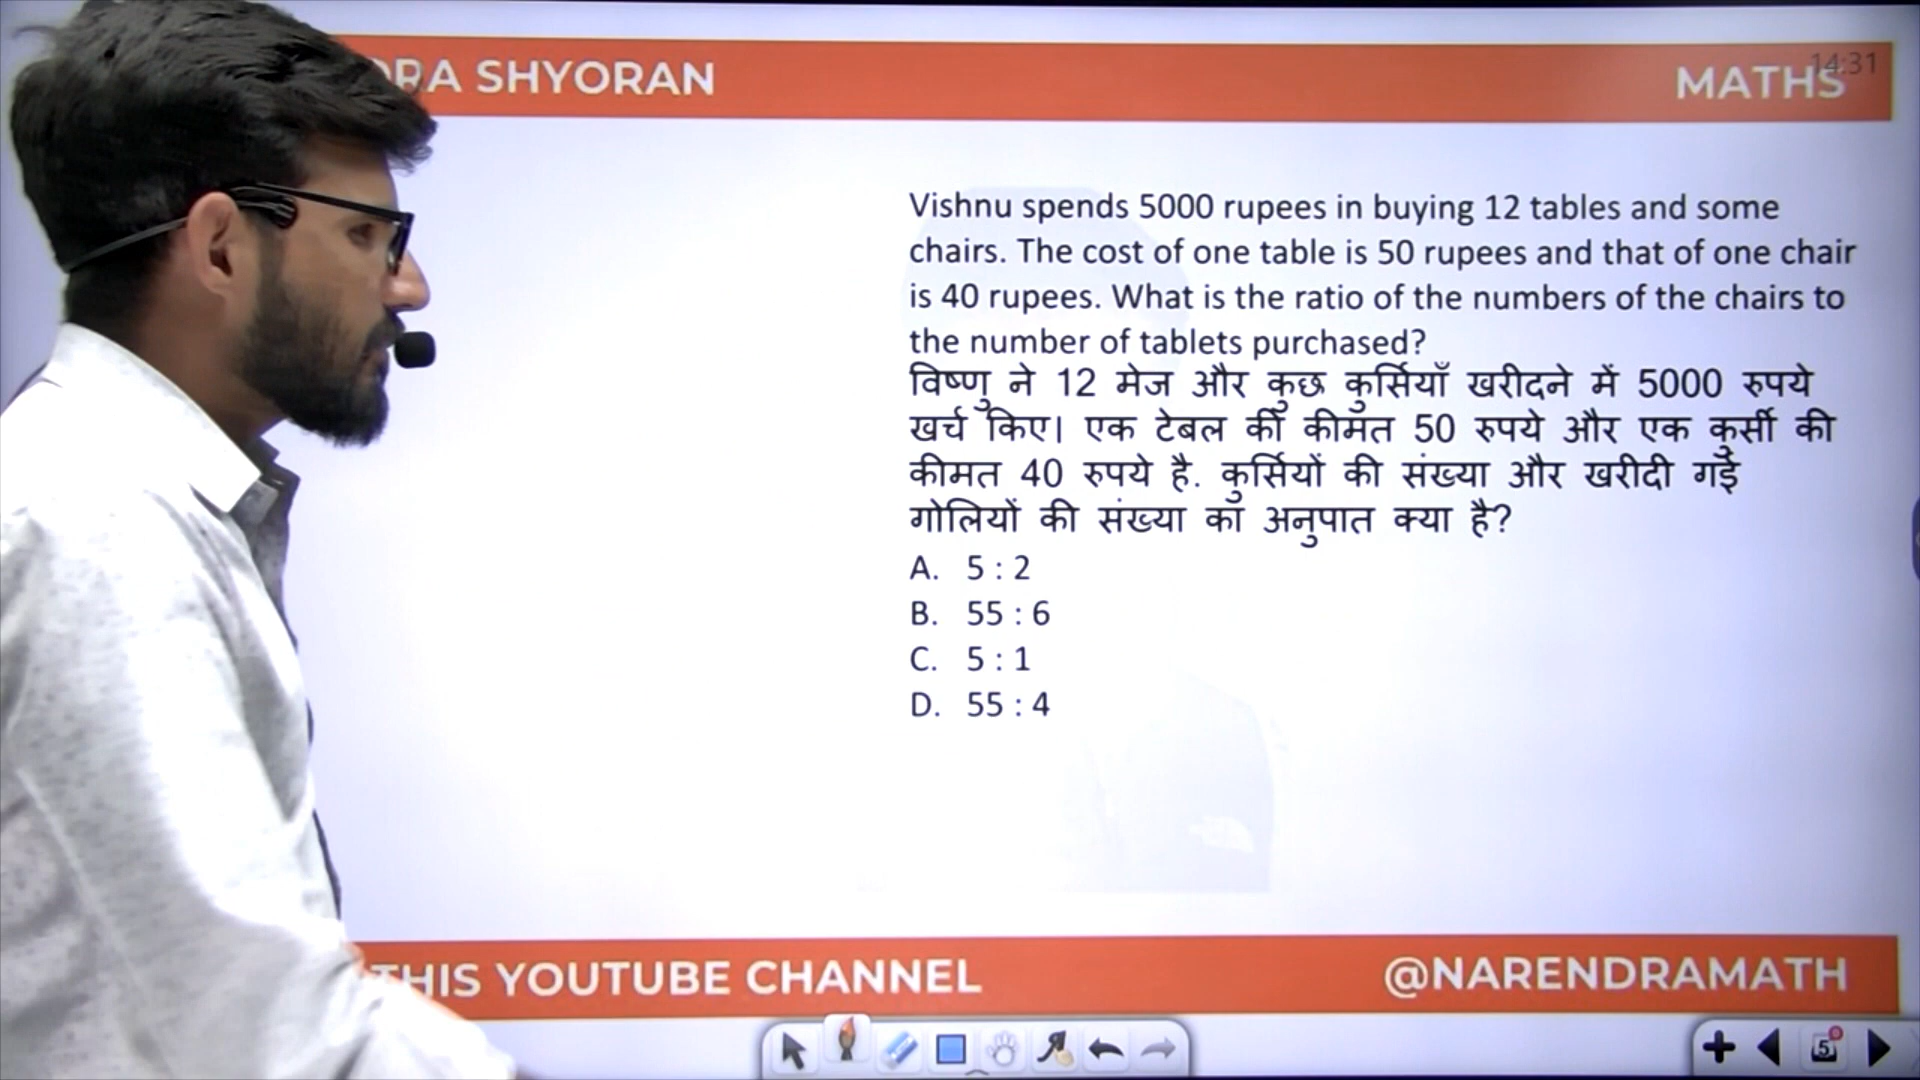 SHYORAN
MATHS
14:31
Vishnu spends 5000 rupees in buying 12 tables and some
chairs. The cost of one table is 50 rupees and that of one chair
is 40 rupees. What is the ratio of the numbers of the chairs to
the number of tablets purchased?
विष्णु ने 12 मेज और कुछ कुर्सियाँ खरीदने में 5000 रुपये
खर्च किए। एक टेबल की कीमत 50 रुपये और एक कुर्सी की
कीमत 40 रुपये है. कुर्सियों की संख्या और खरीदी गई
गोलियों की संख्या का अनुपात क्या है?
A. 5 : 2
B. 55 : 6
C. 5 : 1
D. 55 : 4
THIS YOUTUBE CHANNEL
@NARENDRAMATH
5